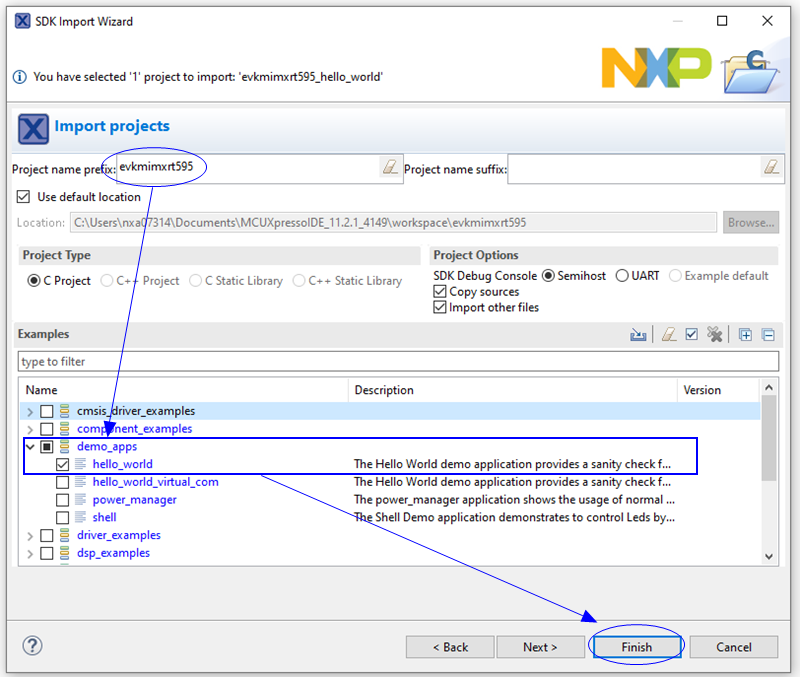 SDK Import Wizard
You have selected '1' project to import: 'evkmimxrt595_hello_world'
NXP
C
Import projects
Project name prefix: evkmimxrt595 Project name suffix:
Use default location
Location: C:\Users\nxa07314\Documents\MCUXpressoIDE_11.2.1_4149\workspace\evkmimxrt595 Browse...
Project Type Project Options
C Project C++ Project C Static Library C++ Static Library SDK Debug Console Semihost UART Example default
Copy sources
Import other files
Examples
type to filter
Name Description Version
cmsis_driver_examples
component_examples
demo_apps
hello_world The Hello World demo application provides a sanity check f...
hello_world_virtual_com The Hello World demo application provides a sanity check f...
power_manager The power_manager application shows the usage of normal ...
shell The Shell Demo application demonstrates to control Leds by...
driver_examples
dsp_examples
? < Back Next > Finish Cancel